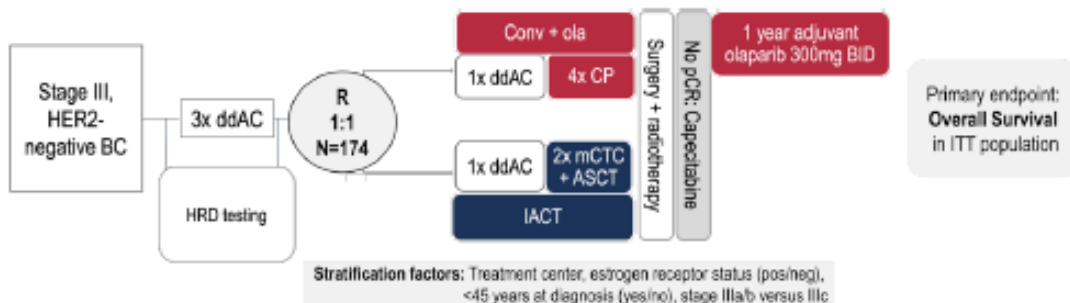 Stage III,
HER2-
negative BC
3x ddAC
HRD testing
R
1:1
N=174
Conv + ola
1x ddAC
4x CP
1x ddAC
2x mCTC
+ ASCT
IACT
Surgery + radiotherapy
No pCR: Capecitabine
1 year adjuvant
olaparib 300mg BID
Primary endpoint:
Overall Survival
in ITT population
Stratification factors: Treatment center, estrogen receptor status (pos/neg),
<45 years at diagnosis (yes/no), stage IIIa/b versus IIIc